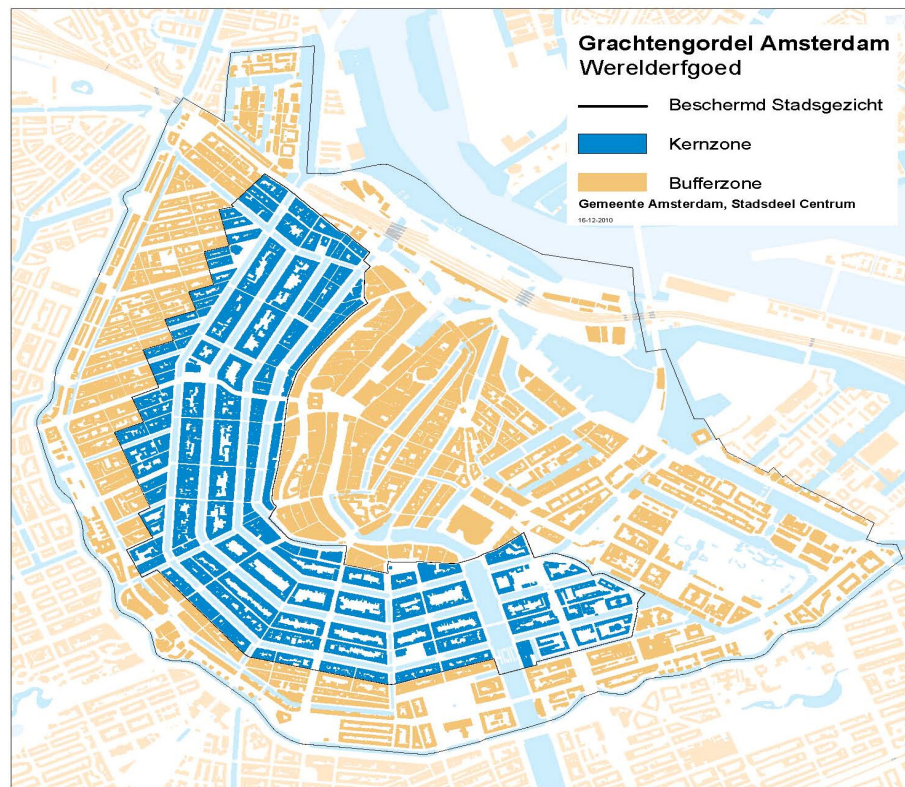 Grachtengordel Amsterdam
Werelderfgoed
Beschermd Stadsgezicht
Kernzone
Bufferzone
Gemeente Amsterdam, Stadsdeel Centrum
16-12-2010